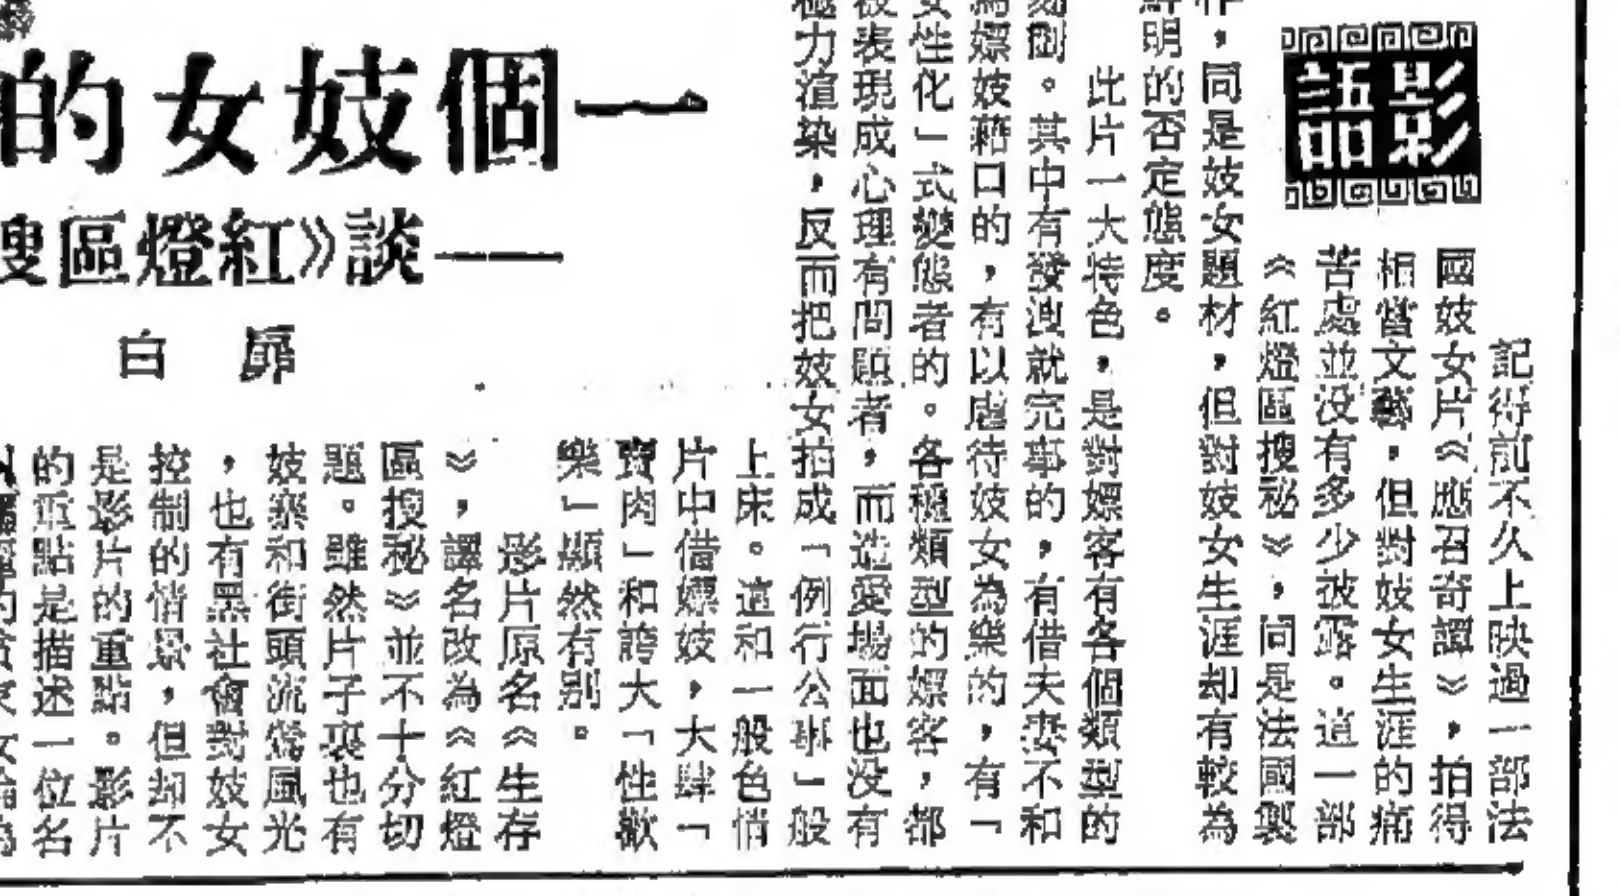 影語
一個妓女的
——談《紅燈區搜
扉白
記得前不久上映過一部法
國妓女片《應召奇譚》，拍得
相當文藝，但對妓女生涯的痛
苦處並没有多少披露。這一部
《紅燈區搜秘》，同是法國製
作，同是妓女題材，但對妓女生涯却有較為
鮮明的否定態度。
此片一大特色，是對嫖客有各個類型的
刻劃。其中有發洩就完事的，有借夫妻不和
為嫖妓藉口的，有以虐待妓女為樂的，有「
女性化」式變態者的。各種類型的嫖客，都
被表現成心理有問題者，而造愛場面也没有
極力渲染，反而把妓女拍成「例行公事」般
上床。這和一般色情
片中借嫖妓，大肆「
賣肉」和誇大「性歡
樂」顯然有别。
影片原名《生存
》，譯名改為《紅燈
區搜秘》並不十分切
題。雖然片子裏也有
妓寨和街頭流鶯風光
，也有黑社會對妓女
控制的情景，但却不
是影片的重點。影片
的重點是描述一位名